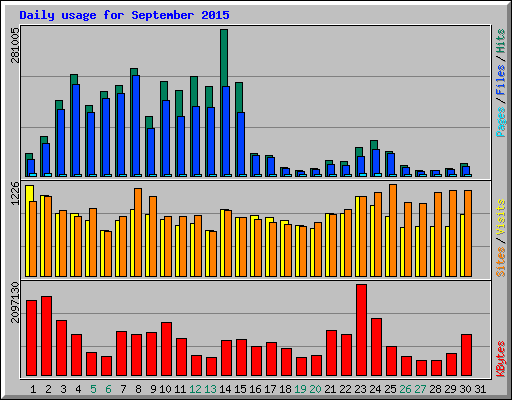 Daily usage for September 2015
281005
Pages/Files/Hits
1226
Sites/Visits
2097130
KBytes
1 2 3 4 5 6 7 8 9 10 11 12 13 14 15 16 17 18 19 20 21 22 23 24 25 26 27 28 29 30 31